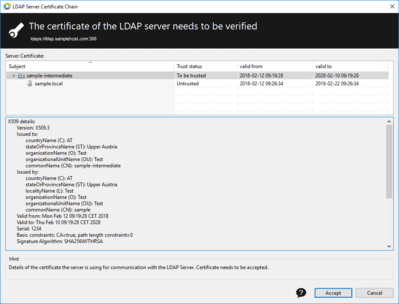 LDAP Server Certificate Chain
The certificate of the LDAP server needs to be verified
ldaps://ldap.samplehost.com:366
Server Certificate:
Subject Trust status valid from valid to
sample-intermediate To be trusted 2018-02-12 09:19:28 2028-02-10 09:19:28
sample.local Untrusted 2018-02-12 09:26:34 2019-02-22 09:26:34
X509 details:
Version: X509.3
Issued to:
countryName (C): AT
stateOrProvinceName (ST): Upper Austria
organizationName (O): Test
organizationalUnitName (OU): Test
commonName (CN): sample-intermediate
Issued by:
countryName (C): AT
stateOrProvinceName (ST): Upper Austria
localityName (L): Test
organizationName (O): Test
organizationalUnitName (OU): Test
commonName (CN): sample
Valid from: Mon Feb 12 09:19:28 CET 2018
Valid to: Thu Feb 10 09:19:28 CET 2028
Serial: 1234
Basic constraints: CA=true, path length constraint=0
Signature Algorithm: SHA256WITHRSA
Hint
Details of the certificate the server is using for communication with the LDAP Server. Certificate needs to be accepted.
? Accept Cancel